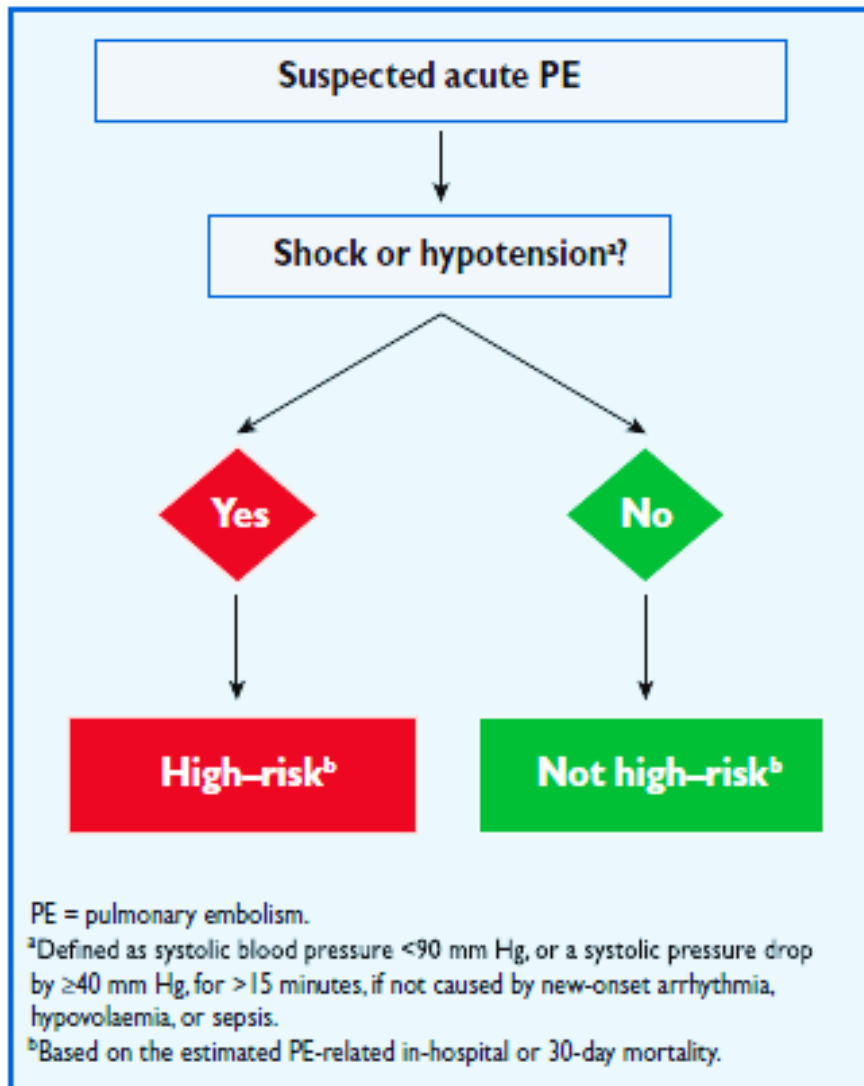 Suspected acute PE
Shock or hypotensionᵃ?
Yes
No
High–riskᵇ
Not high–riskᵇ
PE = pulmonary embolism.
ᵃDefined as systolic blood pressure <90 mm Hg, or a systolic pressure drop
by ≥40 mm Hg, for >15 minutes, if not caused by new-onset arrhythmia,
hypovolaemia, or sepsis.
ᵇBased on the estimated PE-related in-hospital or 30-day mortality.